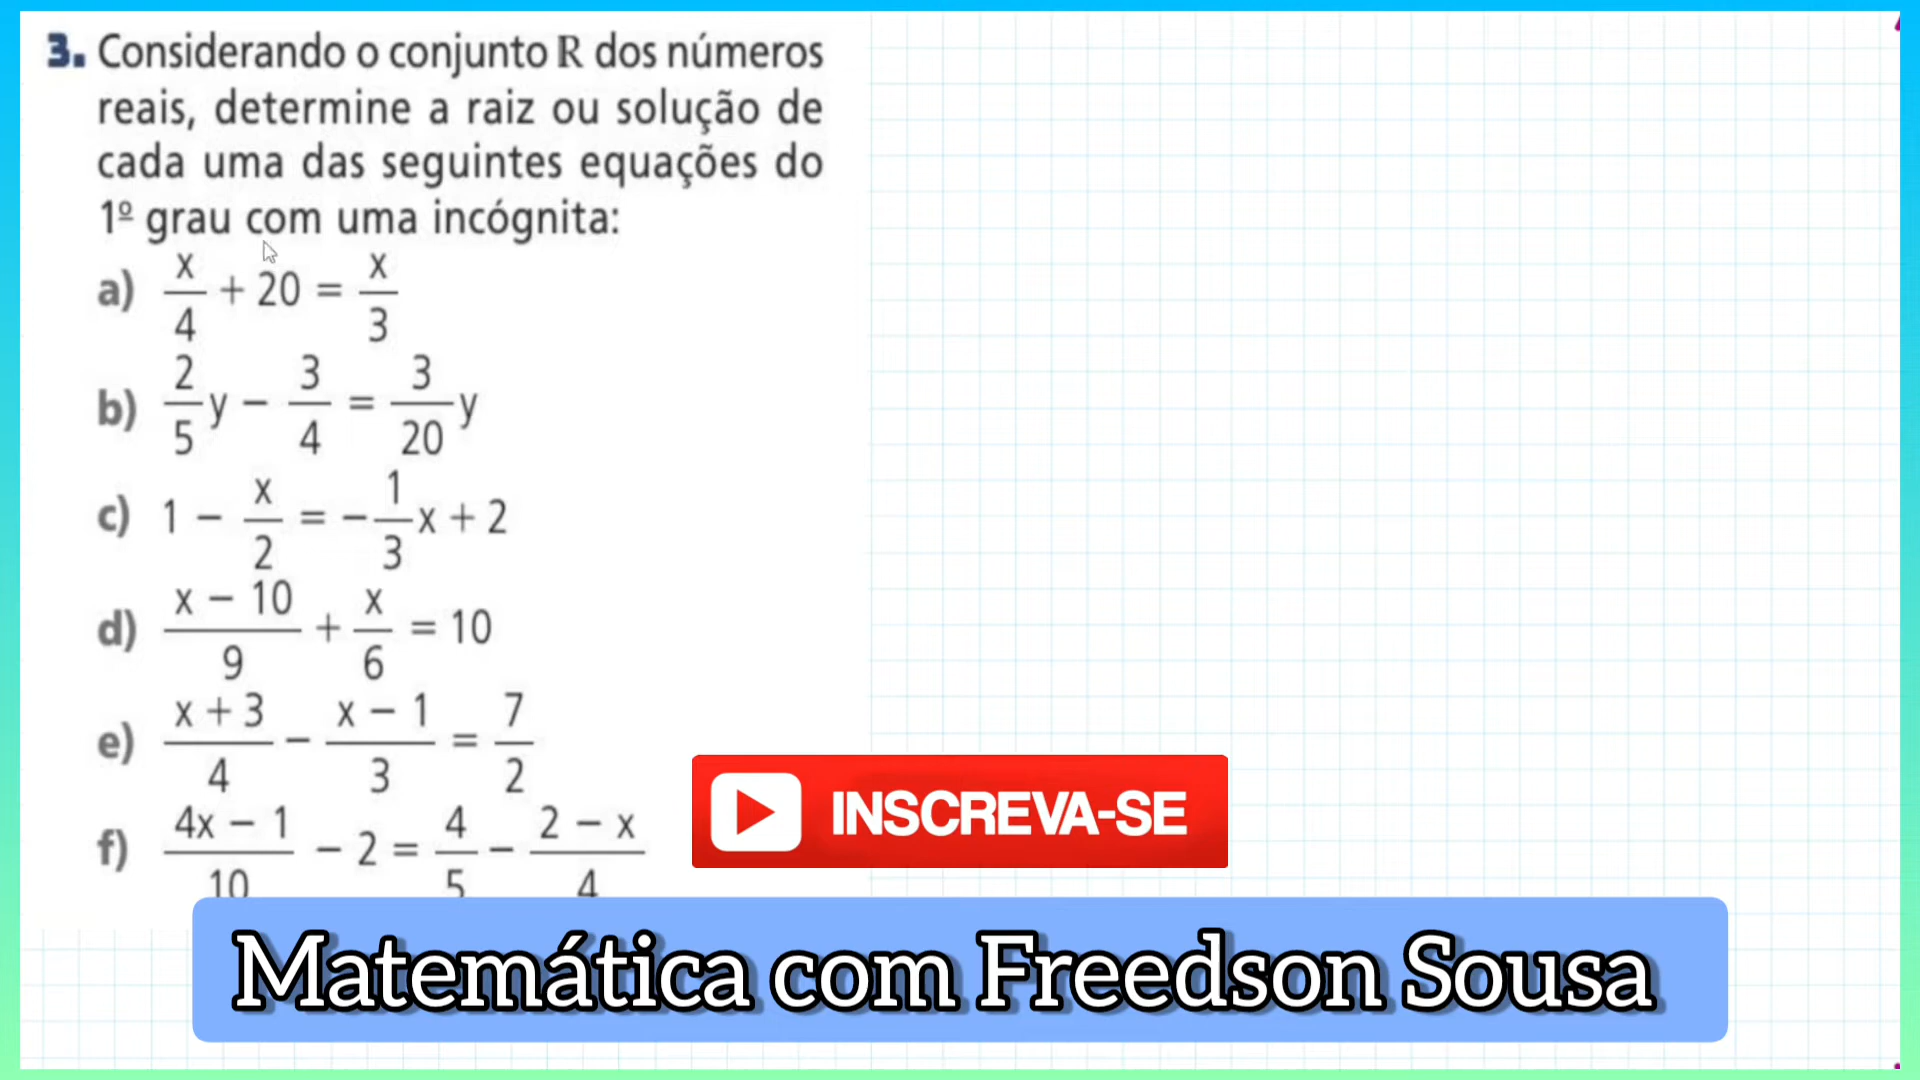 3. Considerando o conjunto ℝ dos números
reais, determine a raiz ou solução de
cada uma das seguintes equações do
1º grau com uma incógnita:
a) x/4 + 20 = x/3
b) 2/5 y − 3/4 = 3/20 y
c) 1 − x/2 = −1/3 x + 2
d) (x − 10)/9 + x/6 = 10
e) (x + 3)/4 − (x − 1)/3 = 7/2
f) (4x − 1)/10 − 2 = 4/5 − (2 − x)/4
INSCREVA-SE
Matemática com Freedson Sousa